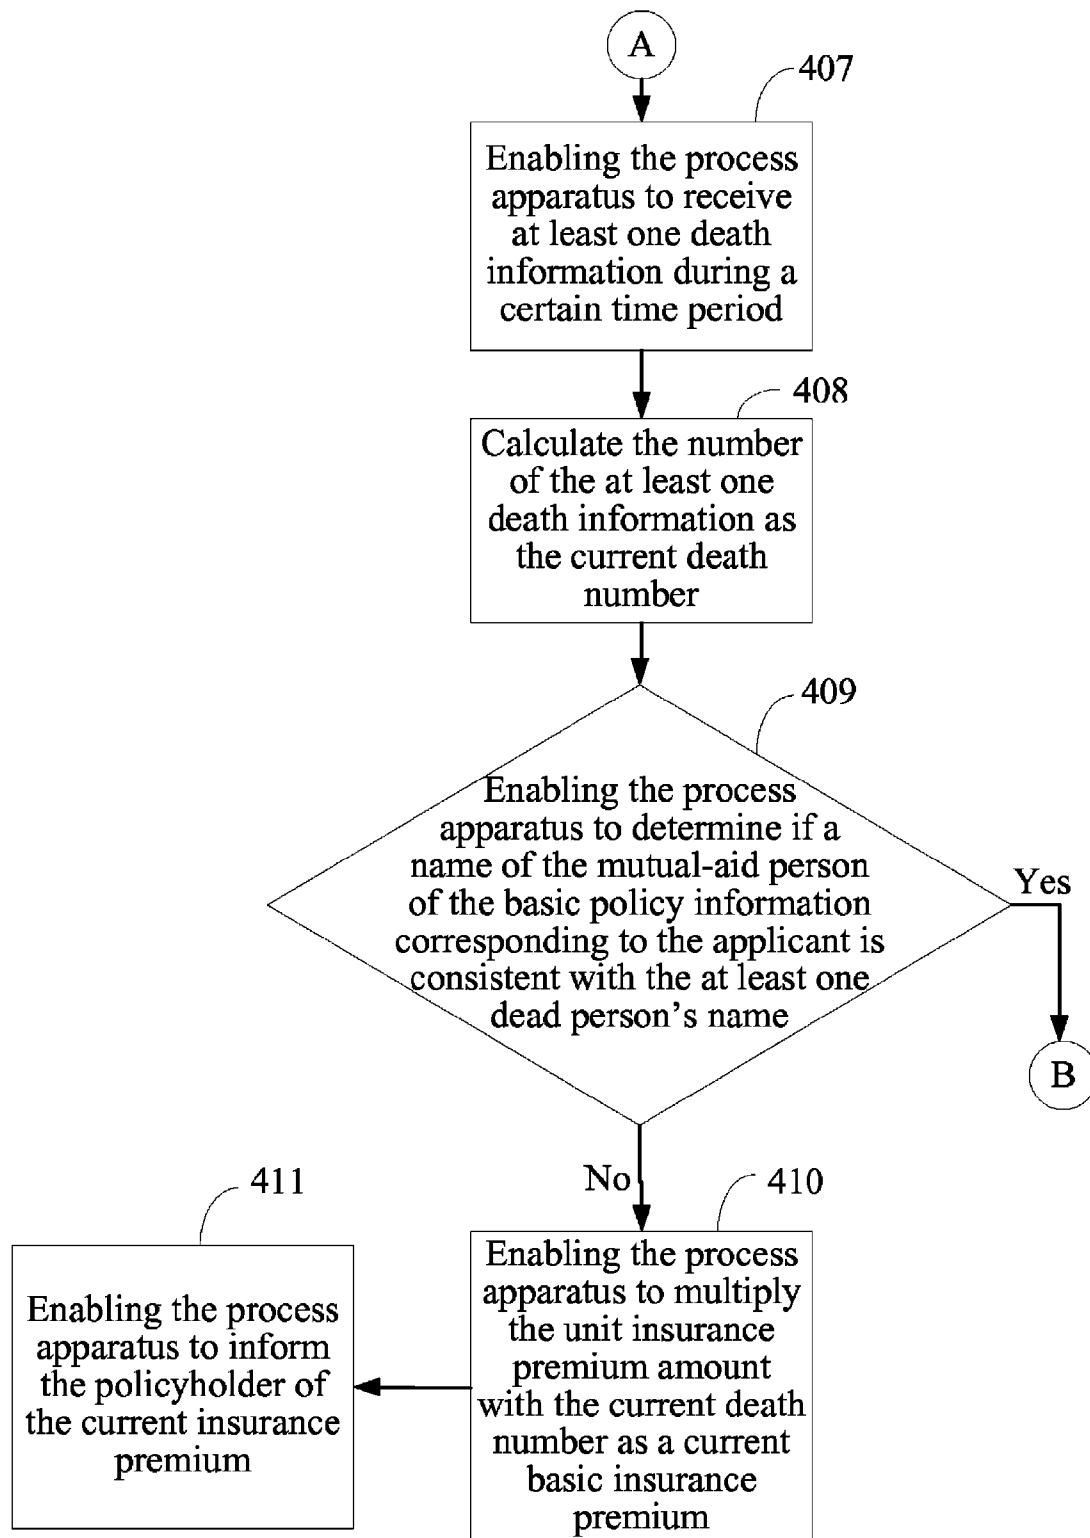 A
407
Enabling the process
apparatus to receive
at least one death
information during a
certain time period
408
Calculate the number
of the at least one
death information as
the current death
number
409
Enabling the process
apparatus to determine if a
name of the mutual-aid person
of the basic policy information
corresponding to the applicant is
consistent with the at least one
dead person's name
Yes
B
No
410
Enabling the process
apparatus to multiply
the unit insurance
premium amount
with the current death
number as a current
basic insurance
premium
411
Enabling the process
apparatus to inform
the policyholder of
the current insurance
premium